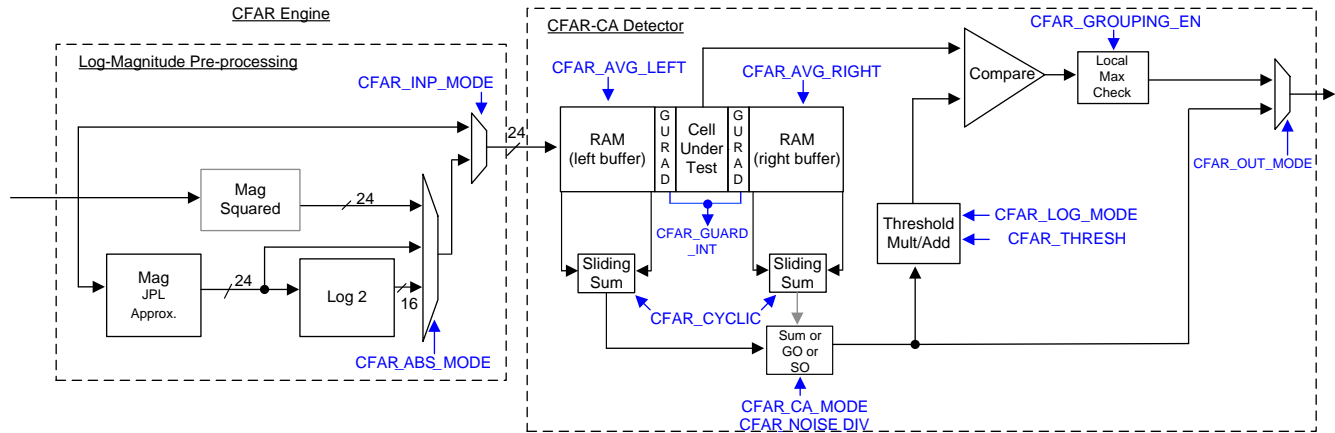 CFAR Engine
Log-Magnitude Pre-processing
CFAR_INP_MODE
24
Mag
Squared
24
Mag
JPL
Approx.
24
Log 2
16
CFAR_ABS_MODE
CFAR-CA Detector
CFAR_AVG_LEFT
CFAR_AVG_RIGHT
RAM
(left buffer)
G
U
R
A
D
Cell
Under
Test
G
U
R
A
D
RAM
(right buffer)
CFAR_GUARD
_INT
Sliding
Sum
Sliding
Sum
CFAR_CYCLIC
Sum or
GO or
SO
CFAR_CA_MODE
CFAR_NOISE DIV
Compare
CFAR_GROUPING_EN
Local
Max
Check
CFAR_OUT_MODE
Threshold
Mult/Add
CFAR_LOG_MODE
CFAR_THRESH